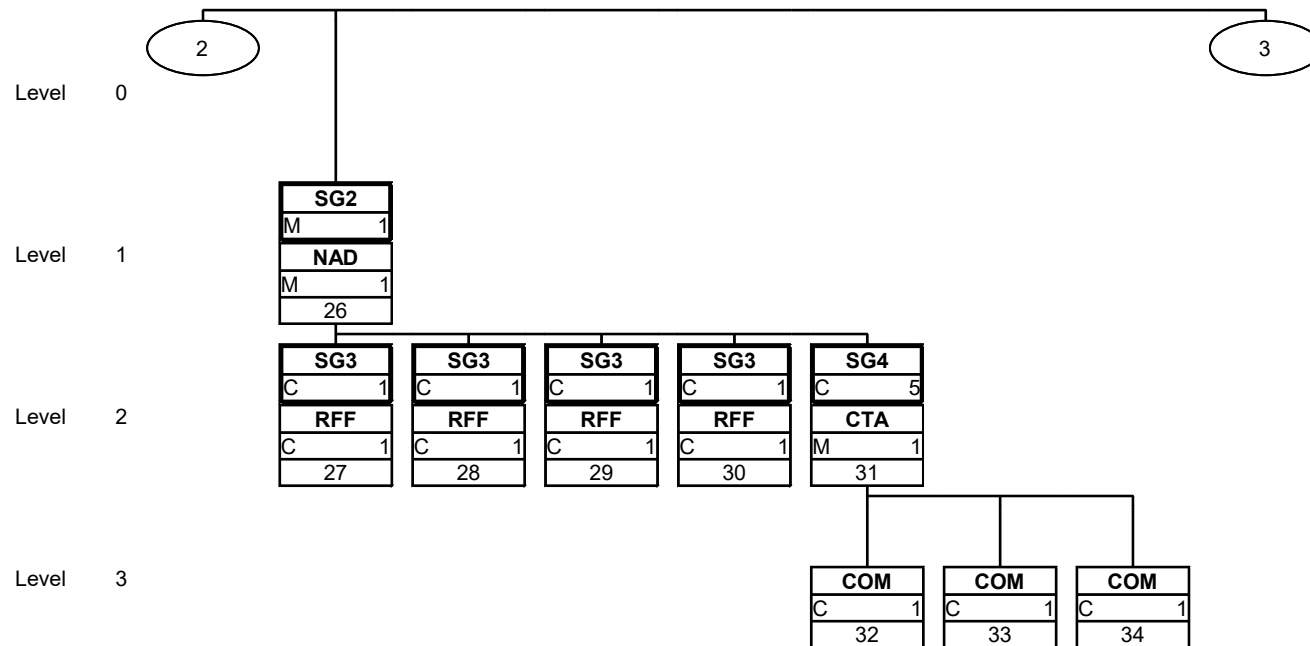 2 3
Level 0
SG2
M 1
Level 1
NAD
M 1
26
SG3 SG3 SG3 SG3 SG4
C 1 C 1 C 1 C 1 C 5
Level 2
RFF RFF RFF RFF CTA
C 1 C 1 C 1 C 1 M 1
27 28 29 30 31
Level 3
COM COM COM
C 1 C 1 C 1
32 33 34